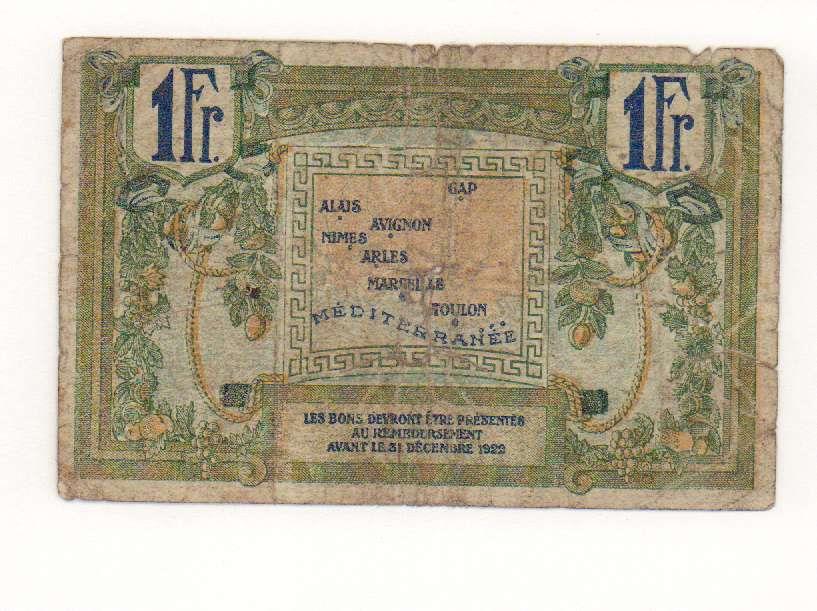 1Fr.
1Fr.
GAP
ALAIS
AVIGNON
NIMES
ARLES
MARSEILLE
TOULON
MÉDITERRANÉE
LES BONS DEVRONT ÊTRE PRÉSENTÉS
AU REMBOURSEMENT
AVANT LE 31 DÉCEMBRE 1922